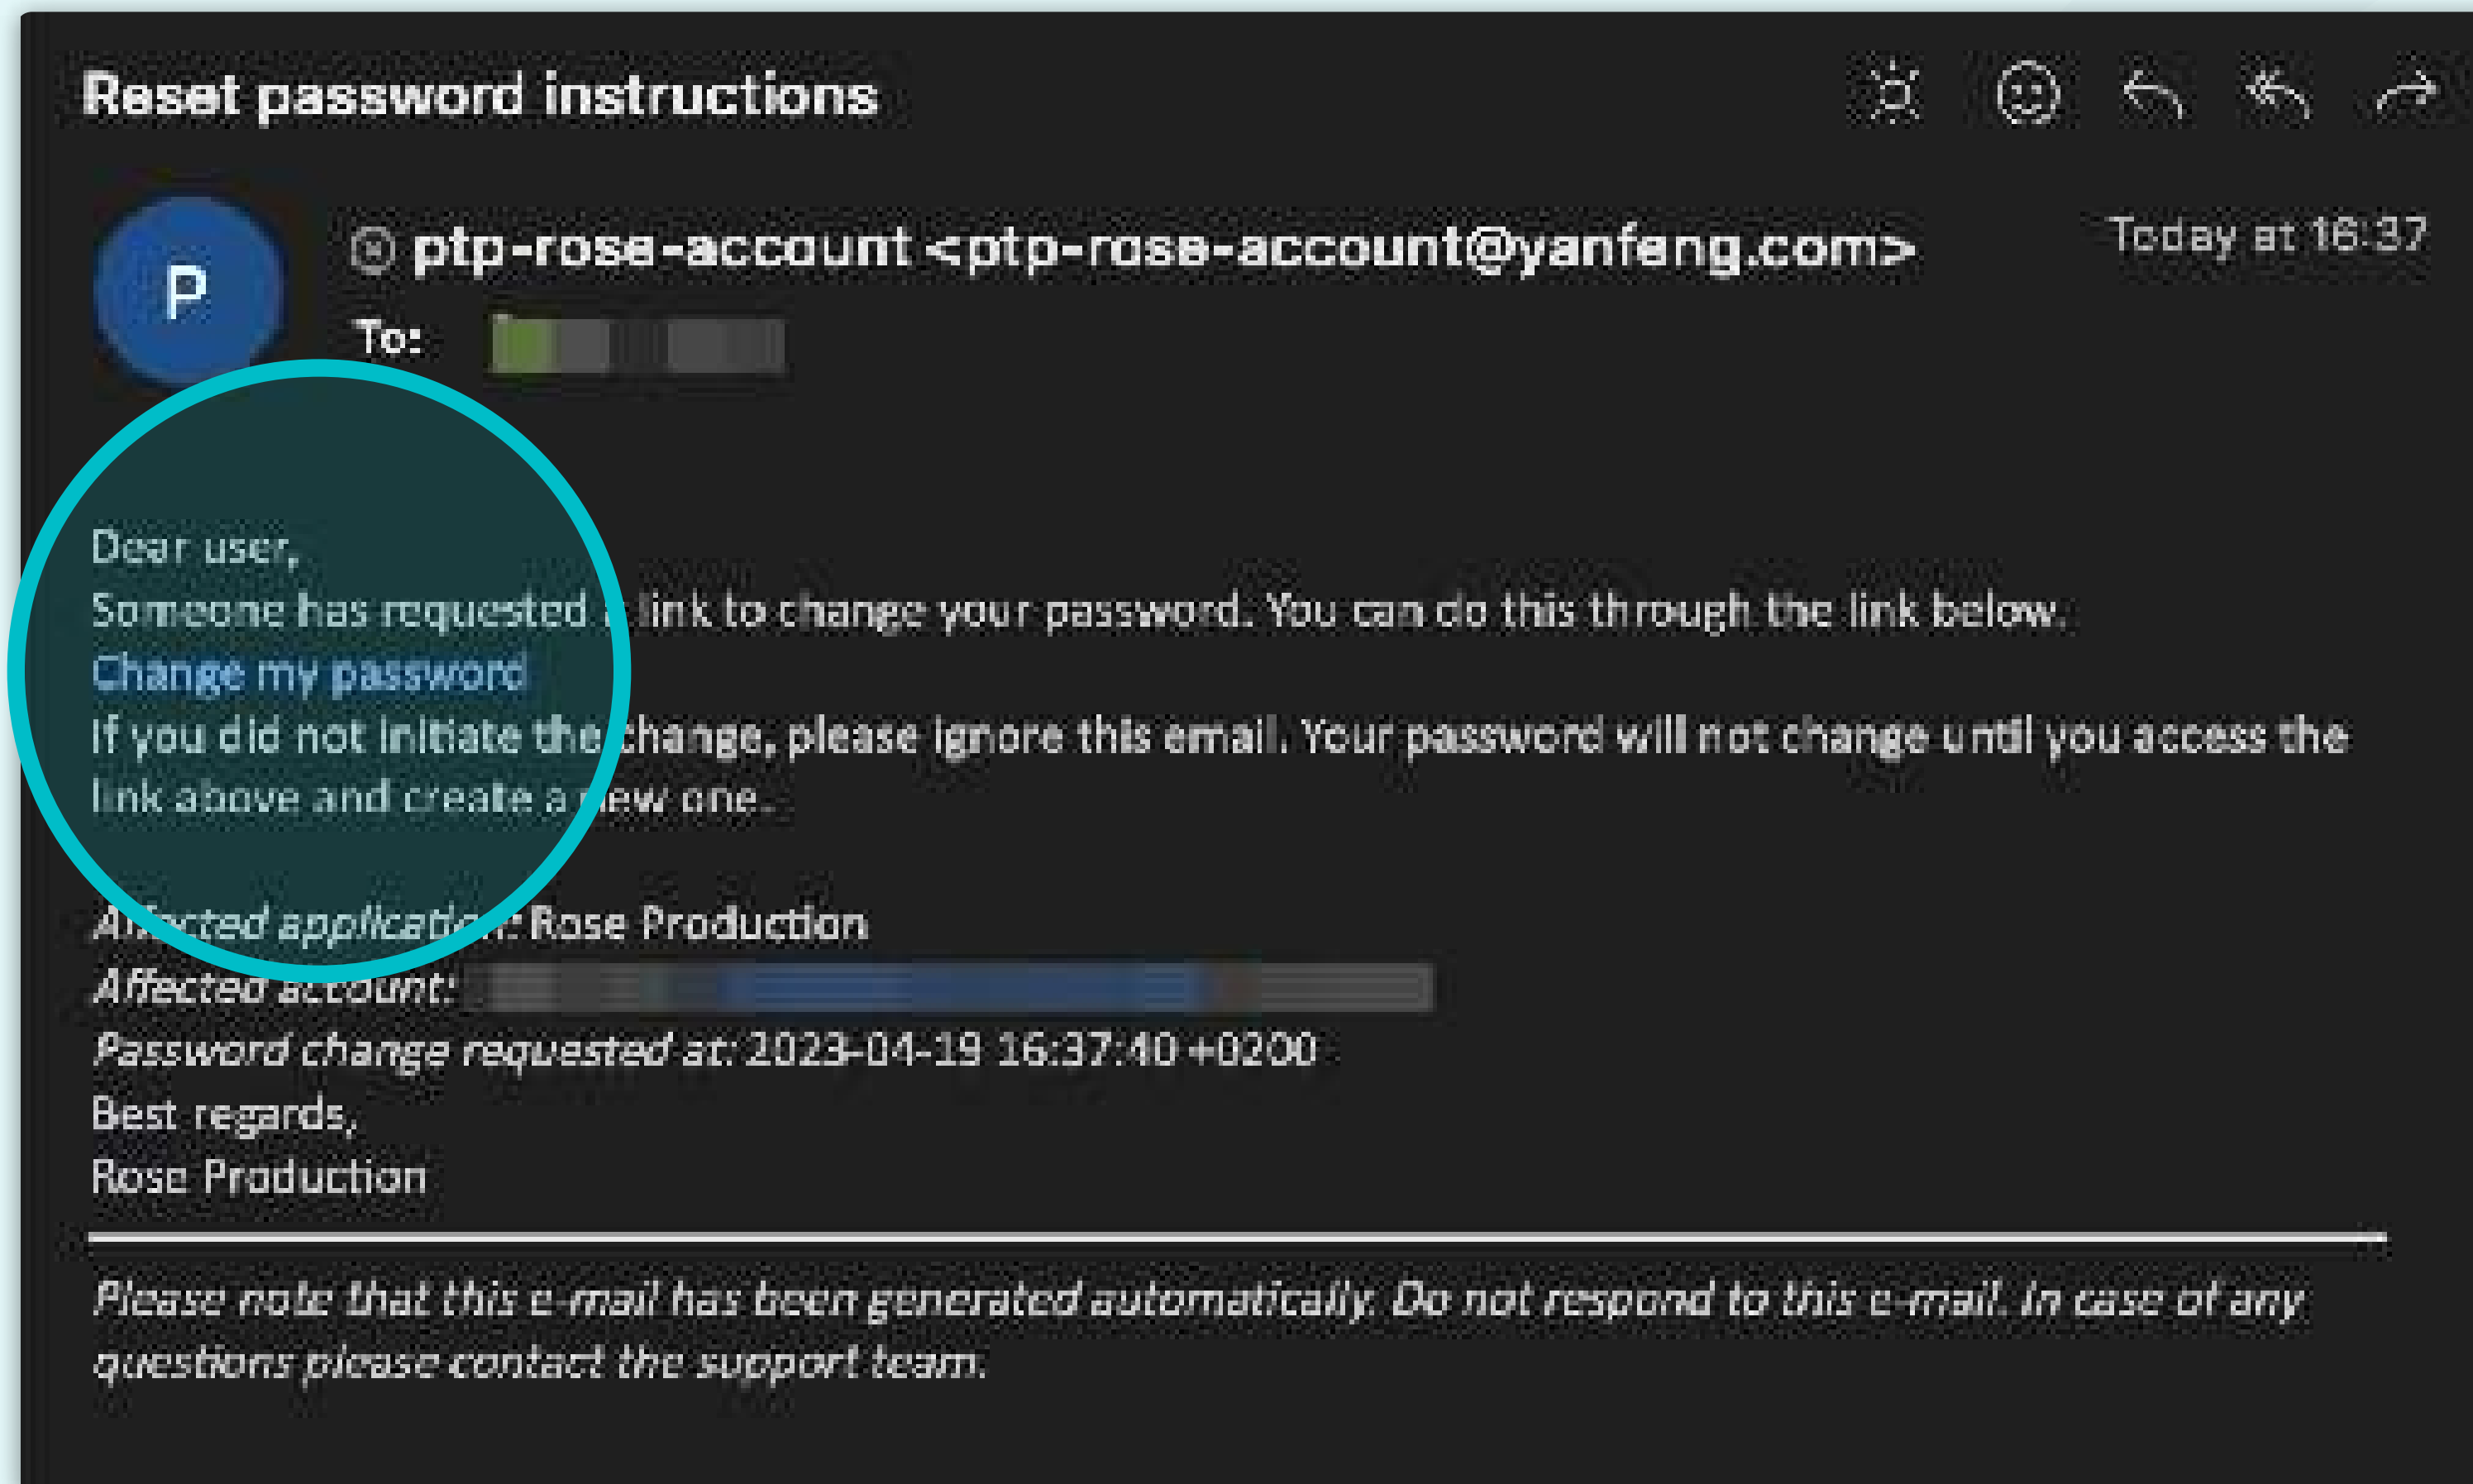 Reset password instructions
P
ptp-rose-account <ptp-rose-account@yanfeng.com>
Today at 16:37
To:
Dear user,
Someone has requested a link to change your password. You can do this through the link below.
Change my password
If you did not initiate the change, please ignore this email. Your password will not change until you access the
link above and create a new one.
Affected application: Rose Production
Affected account:
Password change requested at: 2023-04-19 16:37:40 +0200
Best regards,
Rose Production
Please note that this e-mail has been generated automatically. Do not respond to this e-mail. In case of any
questions please contact the support team.